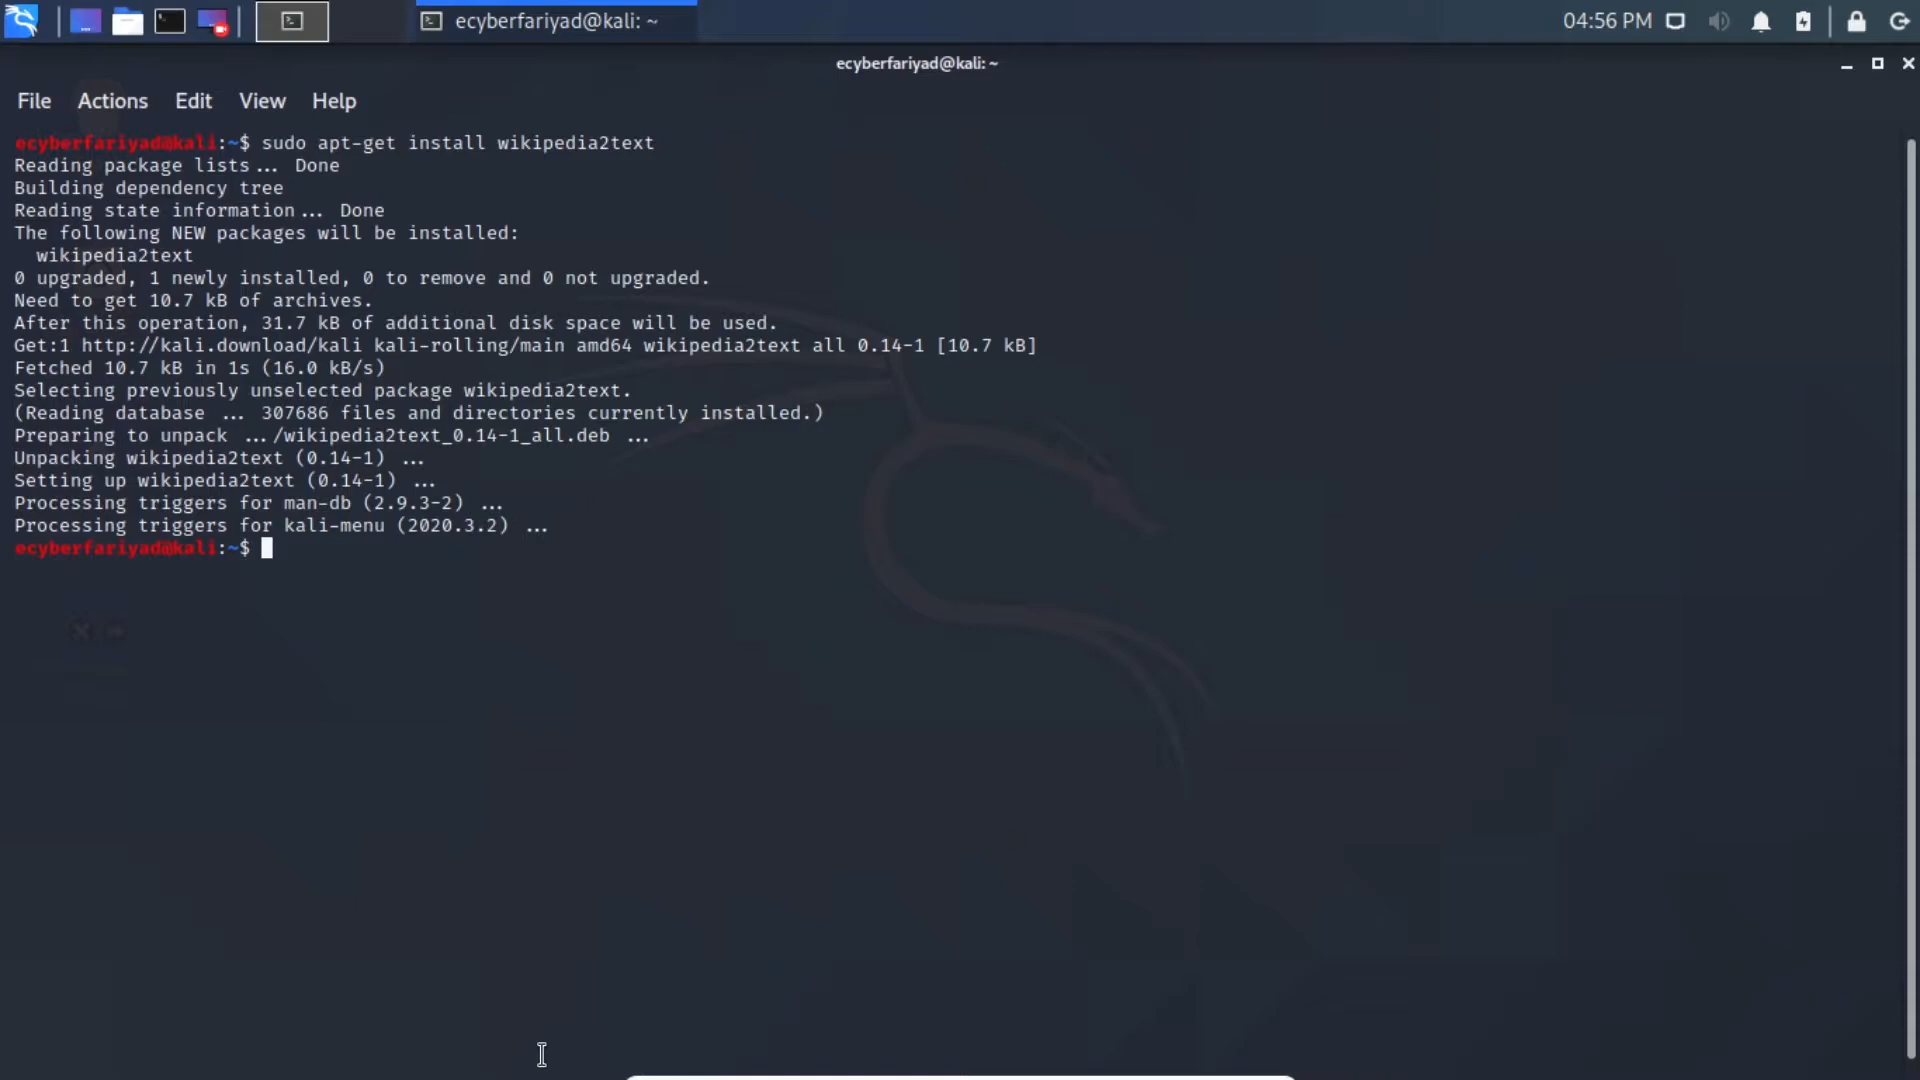 ecyberfariyad@kali: ~
04:56 PM
ecyberfariyad@kali: ~
File Actions Edit View Help
ecyberfariyad@kali:~$ sudo apt-get install wikipedia2text
Reading package lists... Done
Building dependency tree
Reading state information... Done
The following NEW packages will be installed:
  wikipedia2text
0 upgraded, 1 newly installed, 0 to remove and 0 not upgraded.
Need to get 10.7 kB of archives.
After this operation, 31.7 kB of additional disk space will be used.
Get:1 http://kali.download/kali kali-rolling/main amd64 wikipedia2text all 0.14-1 [10.7 kB]
Fetched 10.7 kB in 1s (16.0 kB/s)
Selecting previously unselected package wikipedia2text.
(Reading database ... 307686 files and directories currently installed.)
Preparing to unpack .../wikipedia2text_0.14-1_all.deb ...
Unpacking wikipedia2text (0.14-1) ...
Setting up wikipedia2text (0.14-1) ...
Processing triggers for man-db (2.9.3-2) ...
Processing triggers for kali-menu (2020.3.2) ...
ecyberfariyad@kali:~$